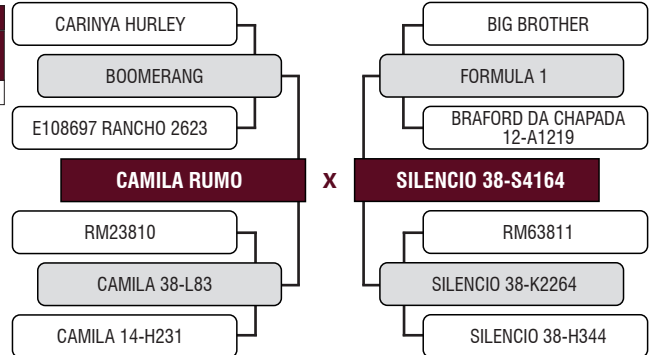 CARINYA HURLEY
BOOMERANG
E108697 RANCHO 2623
CAMILA RUMO
RM23810
CAMILA 38-L83
CAMILA 14-H231
X
BIG BROTHER
FORMULA 1
BRAFORD DA CHAPADA
12-A1219
SILENCIO 38-S4164
RM63811
SILENCIO 38-K2264
SILENCIO 38-H344